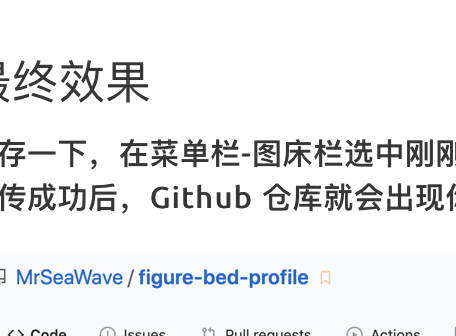 最终效果
存一下，在菜单栏-图床栏选中刚刚
传成功后，Github 仓库就会出现你
MrSeaWave / figure-bed-profile
Code Issues Pull requests Actions